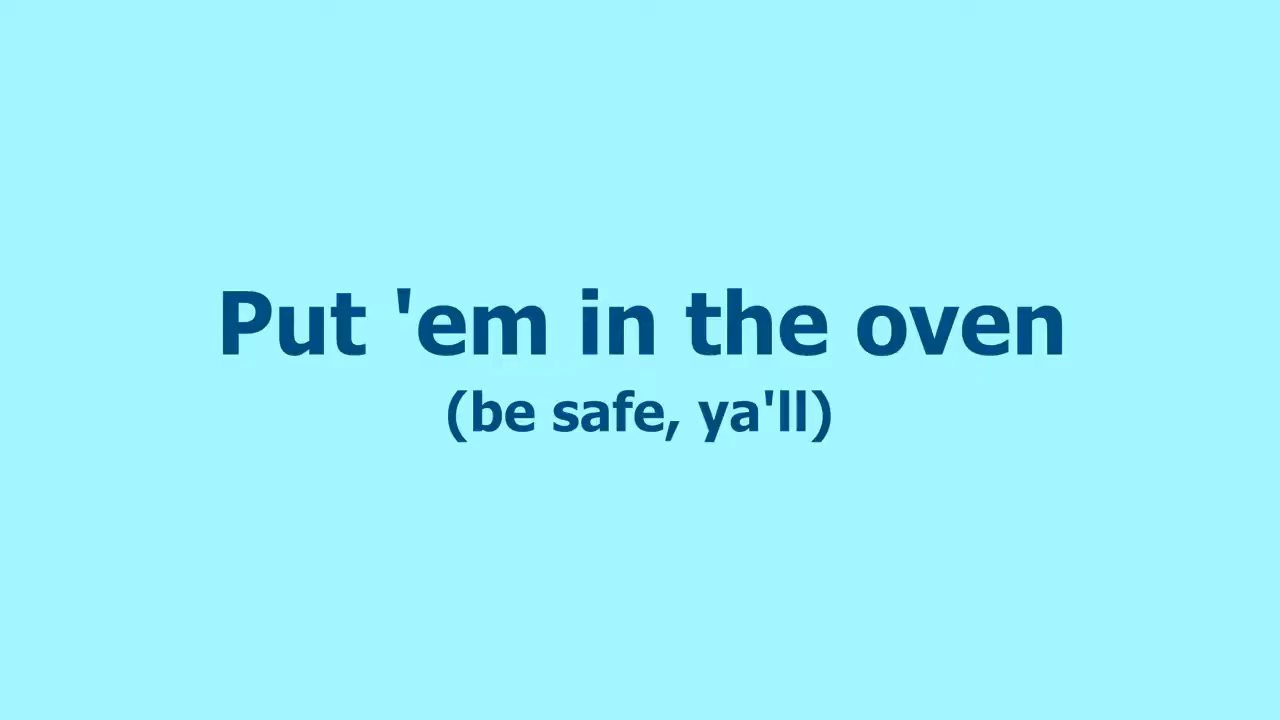 Put 'em in the oven
(be safe, ya'll)